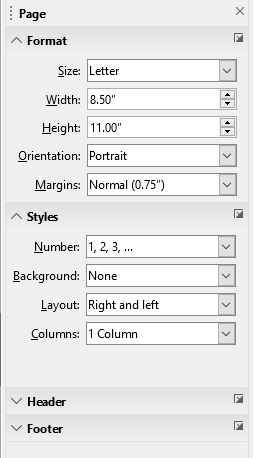 Page
Format
Size: Letter
Width: 8.50″
Height: 11.00″
Orientation: Portrait
Margins: Normal (0.75″)
Styles
Number: 1, 2, 3, ...
Background: None
Layout: Right and left
Columns: 1 Column
Header
Footer